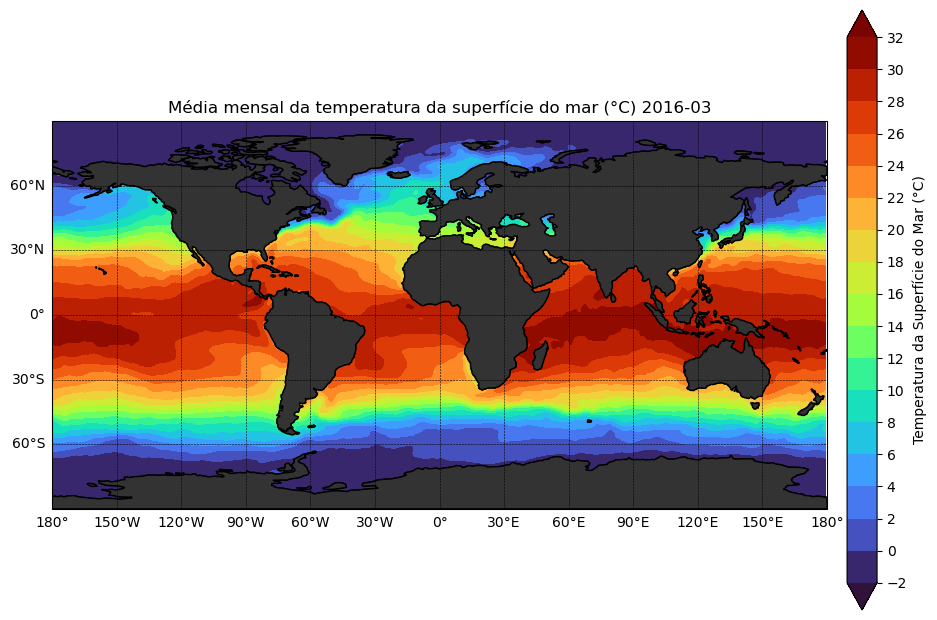 Média mensal da temperatura da superfície do mar (°C) 2016-03
60°N
30°N
0°
30°S
60°S
180°
150°W
120°W
90°W
60°W
30°W
0°
30°E
60°E
90°E
120°E
150°E
180°
32
30
28
26
24
22
20
18
16
14
12
10
8
6
4
2
0
−2
Temperatura da Superfície do Mar (°C)